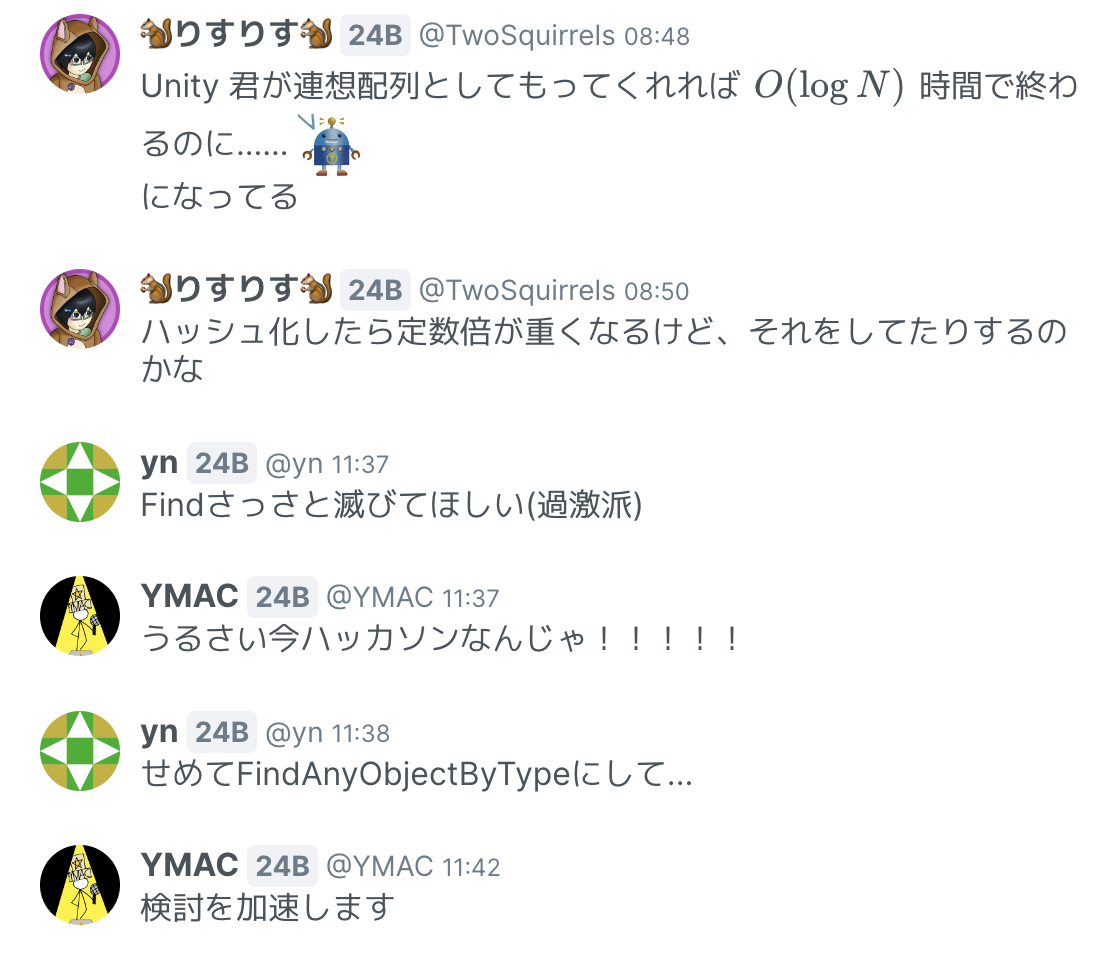 🐿️りすりす🐿️ 24B @TwoSquirrels 08:48
Unity 君が連想配列としてもってくれれば O(log N) 時間で終わ
るのに……
になってる
🐿️りすりす🐿️ 24B @TwoSquirrels 08:50
ハッシュ化したら定数倍が重くなるけど、それをしてたりするの
かな
yn 24B @yn 11:37
Findさっさと滅びてほしい(過激派)
YMAC 24B @YMAC 11:37
うるさい今ハッカソンなんじゃ！！！！！
yn 24B @yn 11:38
せめてFindAnyObjectByTypeにして...
YMAC 24B @YMAC 11:42
検討を加速します